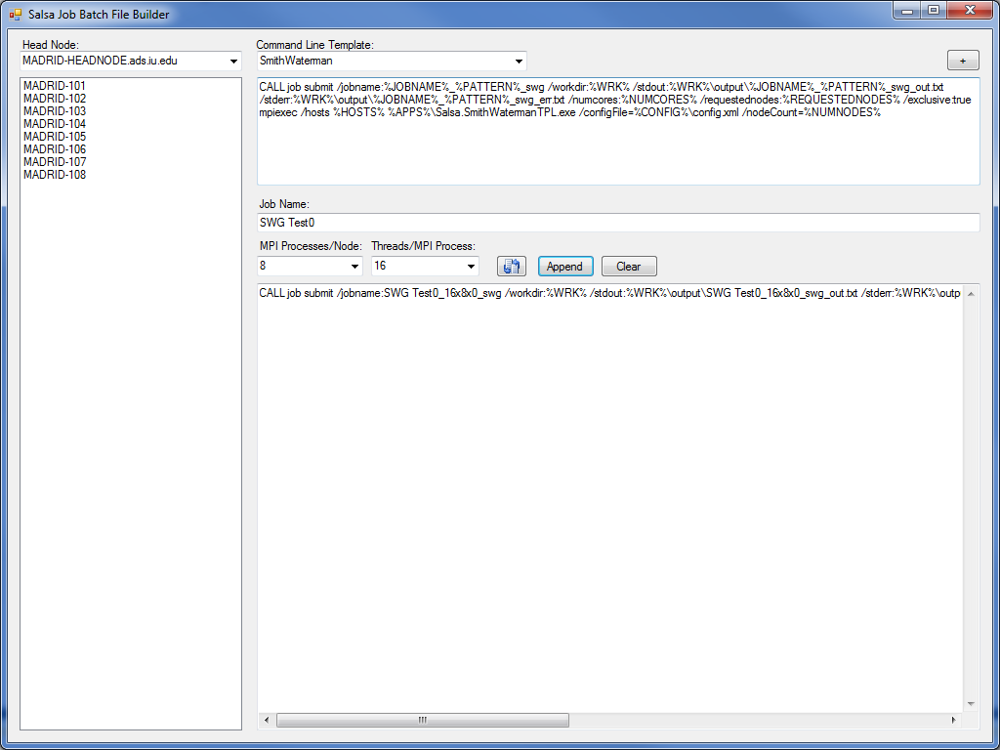 Salsa Job Batch File Builder
Head Node:
MADRID-HEADNODE.ads.iu.edu
MADRID-101
MADRID-102
MADRID-103
MADRID-104
MADRID-105
MADRID-106
MADRID-107
MADRID-108
Command Line Template:
SmithWaterman
+
CALL job submit /jobname:%JOBNAME%_%PATTERN%_swg /workdir:%WRK% /stdout:%WRK%\output\%JOBNAME%_%PATTERN%_swg_out.txt
/stderr:%WRK%\output\%JOBNAME%_%PATTERN%_swg_err.txt /numcores:%NUMCORES% /requestednodes:%REQUESTEDNODES% /exclusive:true
mpiexec /hosts %HOSTS% %APPS%\Salsa.SmithWatermanTPL.exe /configFile=%CONFIG%\config.xml /nodeCount=%NUMNODES%
Job Name:
SWG Test0
MPI Processes/Node: Threads/MPI Process:
8 16 Append Clear
CALL job submit /jobname:SWG Test0_16x8x0_swg /workdir:%WRK% /stdout:%WRK%\output\SWG Test0_16x8x0_swg_out.txt /stderr:%WRK%\outp